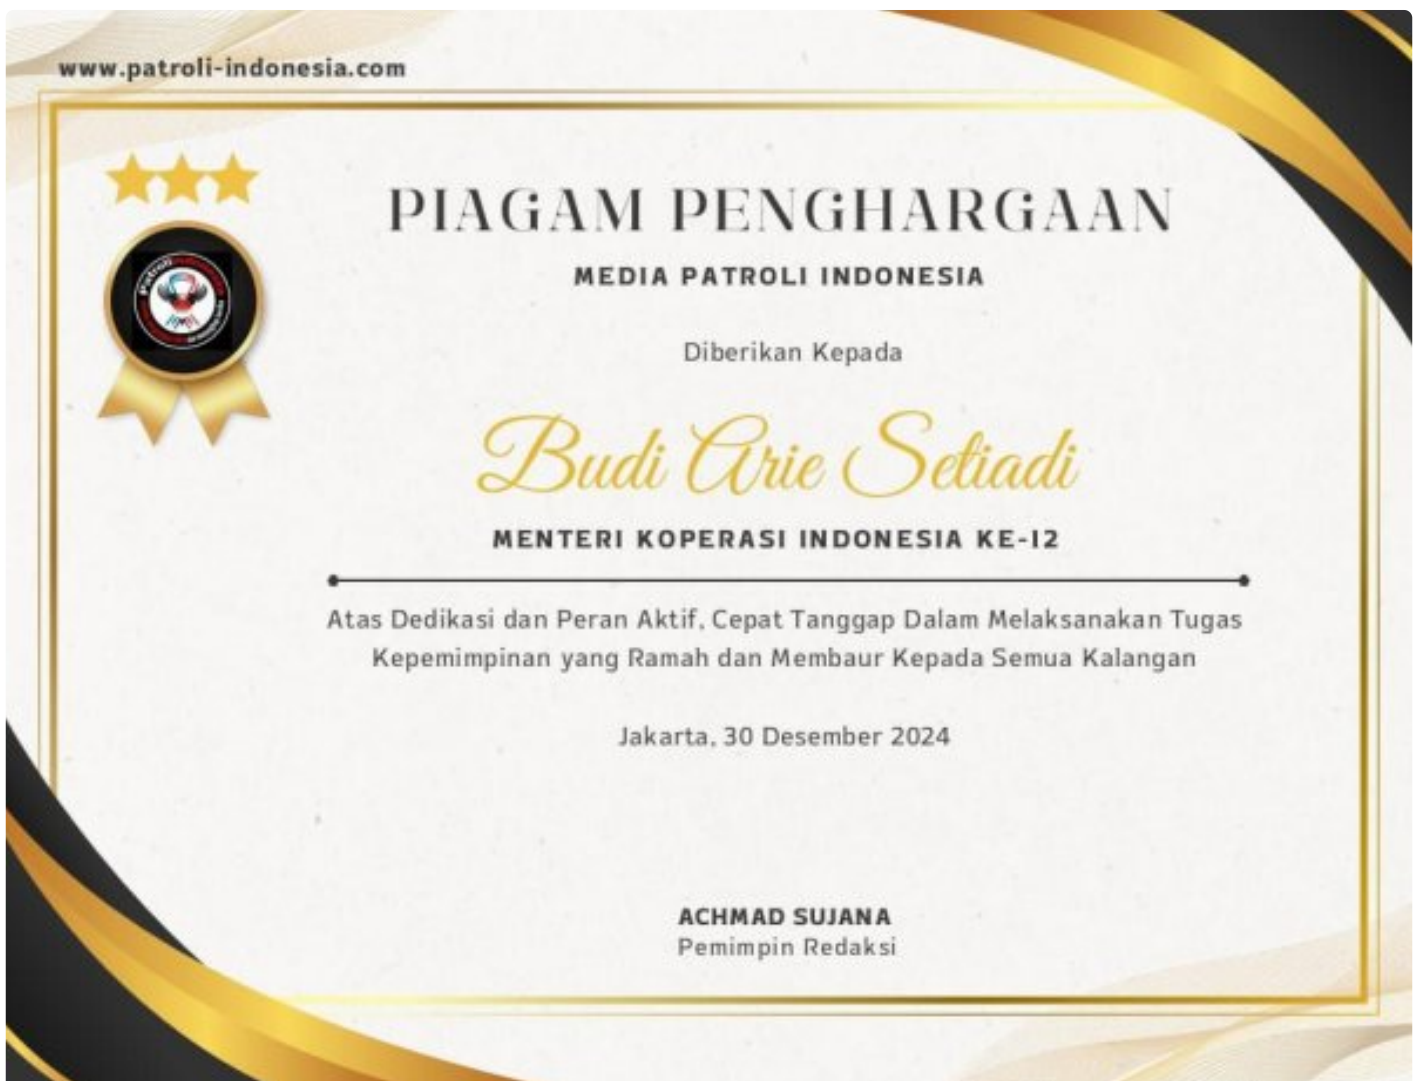 www.patroli-indonesia.com
PIAGAM PENGHARGAAN
MEDIA PATROLI INDONESIA
Diberikan Kepada
Budi Arie Setiadi
MENTERI KOPERASI INDONESIA KE-12
Atas Dedikasi dan Peran Aktif, Cepat Tanggap Dalam Melaksanakan Tugas
Kepemimpinan yang Ramah dan Membaur Kepada Semua Kalangan
Jakarta, 30 Desember 2024
ACHMAD SUJANA
Pemimpin Redaksi